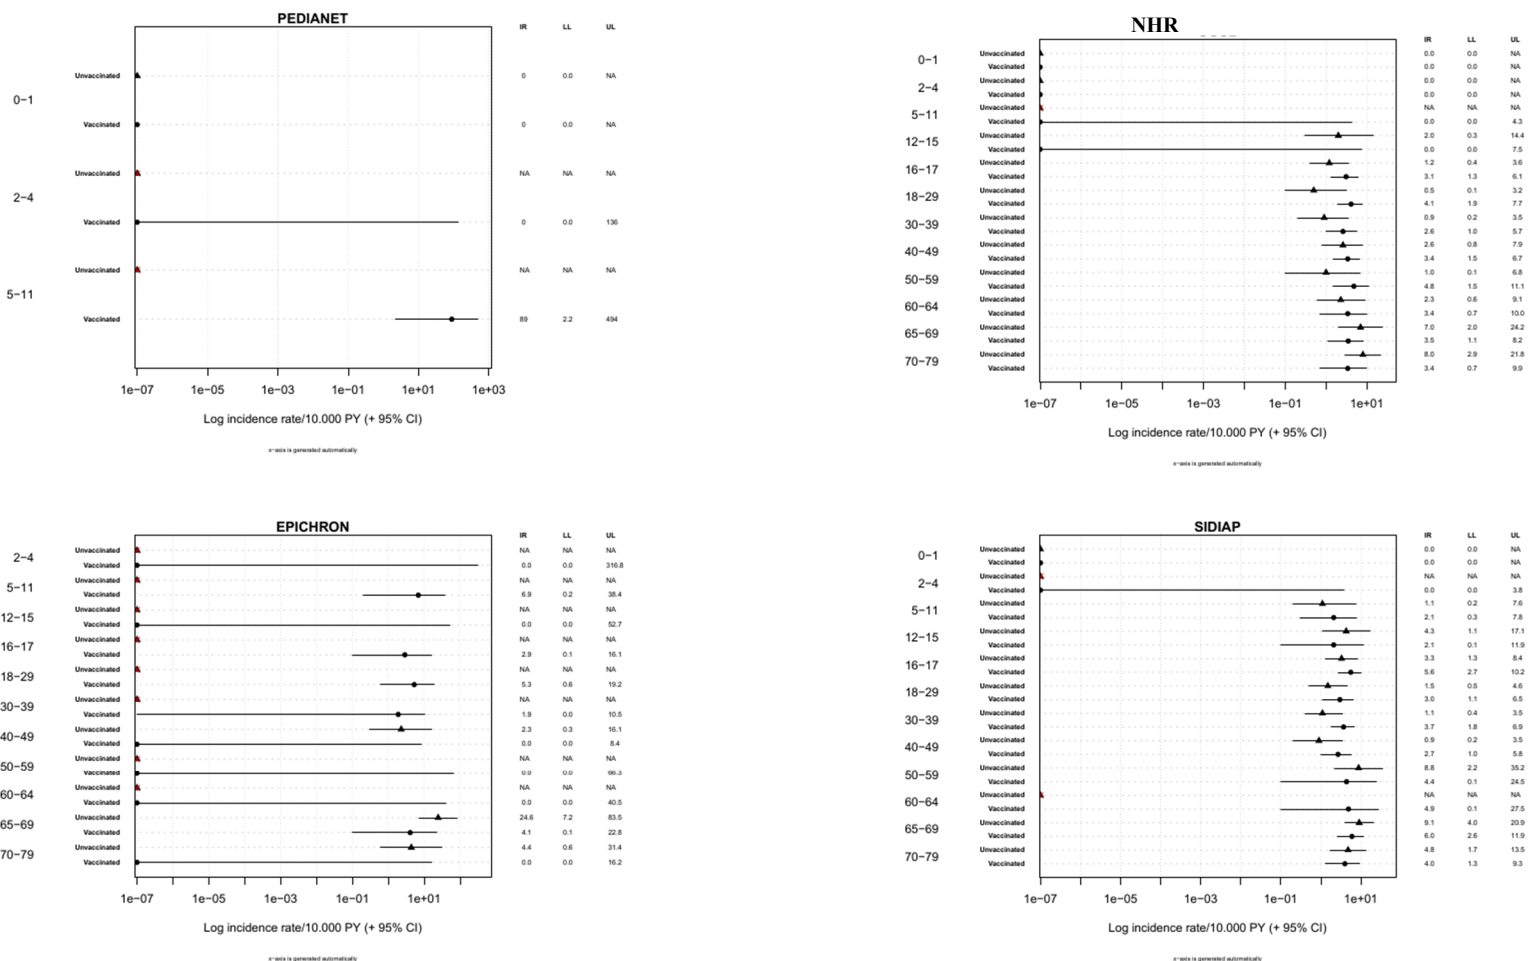 PEDIANET
IR LL UL
Unvaccinated 0 0.0 NA
0−1
Vaccinated 0 0.0 NA
Unvaccinated NA NA NA
2−4
Vaccinated 0 0.0 136
Unvaccinated NA NA NA
5−11
Vaccinated 89 2.2 494
1e−07 1e−05 1e−03 1e−01 1e+01 1e+03
Log incidence rate/10.000 PY (+ 95% CI)
x−axis is generated automatically
NHR
IR LL UL
Unvaccinated 0.0 0.0 NA
0−1
Vaccinated 0.0 0.0 NA
Unvaccinated 0.0 0.0 NA
2−4
Vaccinated 0.0 0.0 NA
Unvaccinated NA NA NA
5−11
Vaccinated 0.0 0.0 4.3
Unvaccinated 2.0 0.3 14.4
12−15
Vaccinated 0.0 0.0 7.5
Unvaccinated 1.2 0.4 3.6
16−17
Vaccinated 3.1 1.3 6.1
Unvaccinated 0.5 0.1 3.2
18−29
Vaccinated 4.1 1.9 7.7
Unvaccinated 0.9 0.2 3.5
30−39
Vaccinated 2.6 1.0 5.7
Unvaccinated 2.6 0.8 7.9
40−49
Vaccinated 3.4 1.5 6.7
Unvaccinated 1.0 0.1 6.8
50−59
Vaccinated 4.8 1.5 11.1
Unvaccinated 2.3 0.6 9.1
60−64
Vaccinated 3.4 0.7 10.0
Unvaccinated 7.0 2.0 24.2
65−69
Vaccinated 3.5 1.1 8.2
Unvaccinated 8.0 2.9 21.8
70−79
Vaccinated 3.4 0.7 9.9
1e−07 1e−05 1e−03 1e−01 1e+01
Log incidence rate/10.000 PY (+ 95% CI)
x−axis is generated automatically
EPICHRON
IR LL UL
Unvaccinated NA NA NA
2−4
Vaccinated 0.0 0.0 316.8
Unvaccinated NA NA NA
5−11
Vaccinated 6.9 0.2 38.4
Unvaccinated NA NA NA
12−15
Vaccinated 0.0 0.0 52.7
Unvaccinated NA NA NA
16−17
Vaccinated 2.9 0.1 16.1
Unvaccinated NA NA NA
18−29
Vaccinated 5.3 0.6 19.2
Unvaccinated NA NA NA
30−39
Vaccinated 1.9 0.0 10.5
Unvaccinated 2.3 0.3 16.1
40−49
Vaccinated 0.0 0.0 8.4
Unvaccinated NA NA NA
50−59
Vaccinated 0.0 0.0 66.3
Unvaccinated NA NA NA
60−64
Vaccinated 0.0 0.0 40.5
Unvaccinated 24.6 7.2 83.5
65−69
Vaccinated 4.1 0.1 22.8
Unvaccinated 4.4 0.6 31.4
70−79
Vaccinated 0.0 0.0 16.2
1e−07 1e−05 1e−03 1e−01 1e+01
Log incidence rate/10.000 PY (+ 95% CI)
x−axis is generated automatically
SIDIAP
IR LL UL
Unvaccinated 0.0 0.0 NA
0−1
Vaccinated 0.0 0.0 NA
Unvaccinated NA NA NA
2−4
Vaccinated 0.0 0.0 3.8
Unvaccinated 1.1 0.2 7.6
5−11
Vaccinated 2.1 0.3 7.8
Unvaccinated 4.3 1.1 17.1
12−15
Vaccinated 2.1 0.1 11.9
Unvaccinated 3.3 1.3 8.4
16−17
Vaccinated 5.6 2.7 10.2
Unvaccinated 1.5 0.5 4.6
18−29
Vaccinated 3.0 1.1 6.5
Unvaccinated 1.1 0.4 3.5
30−39
Vaccinated 3.7 1.8 6.9
Unvaccinated 0.9 0.2 3.5
40−49
Vaccinated 2.7 1.0 5.8
Unvaccinated 8.8 2.2 35.2
50−59
Vaccinated 4.4 0.1 24.5
Unvaccinated NA NA NA
60−64
Vaccinated 4.9 0.1 27.5
Unvaccinated 9.1 4.0 20.9
65−69
Vaccinated 6.0 2.6 11.9
Unvaccinated 4.8 1.7 13.5
70−79
Vaccinated 4.0 1.3 9.3
1e−07 1e−05 1e−03 1e−01 1e+01
Log incidence rate/10.000 PY (+ 95% CI)
x−axis is generated automatically